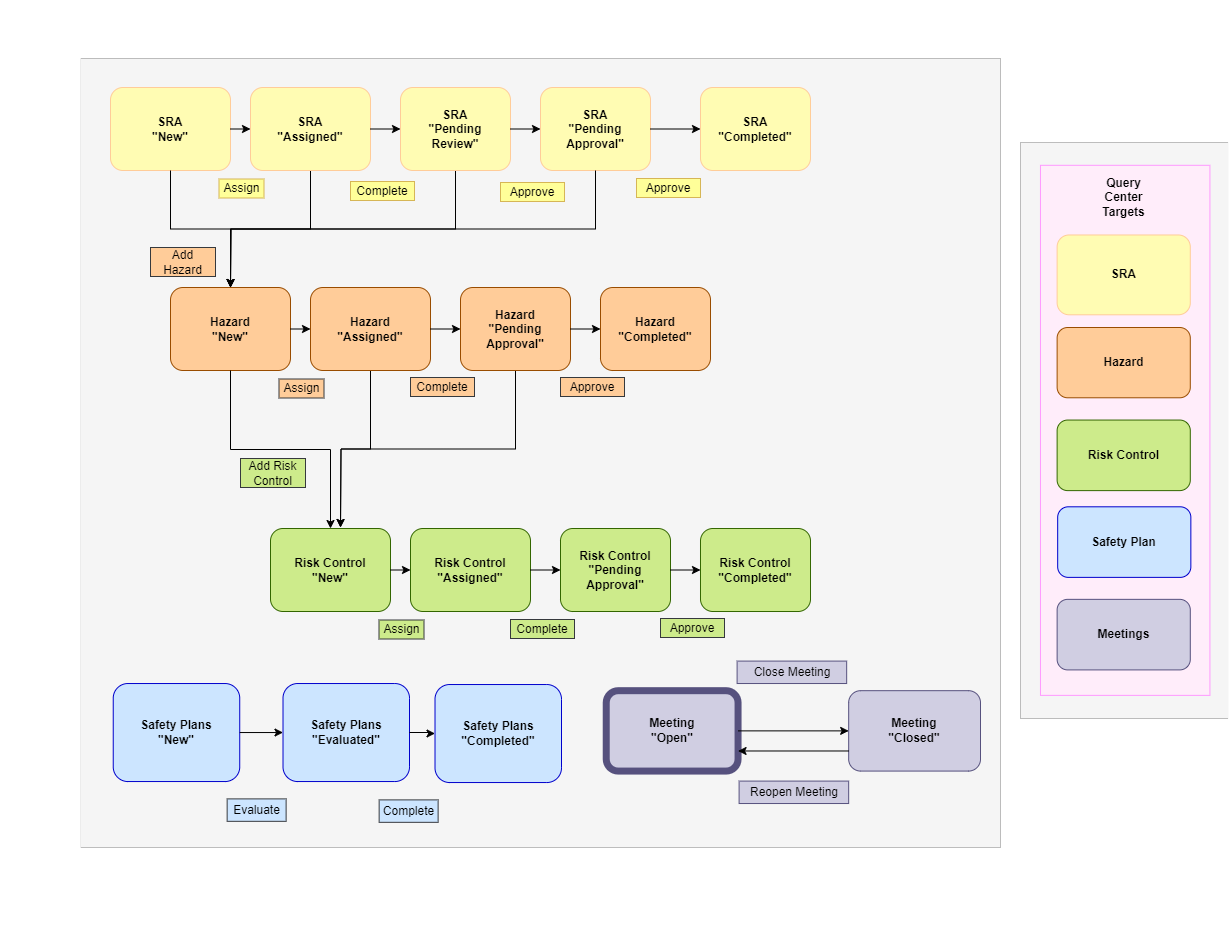 SRA
"New"
SRA
"Assigned"
SRA
"Pending
Review"
SRA
"Pending
Approval"
SRA
"Completed"
Assign
Complete
Approve
Approve
Add
Hazard
Hazard
"New"
Hazard
"Assigned"
Hazard
"Pending
Approval"
Hazard
"Completed"
Assign
Complete
Approve
Add Risk
Control
Risk Control
"New"
Risk Control
"Assigned"
Risk Control
"Pending
Approval"
Risk Control
"Completed"
Assign
Complete
Approve
Safety Plans
"New"
Safety Plans
"Evaluated"
Safety Plans
"Completed"
Evaluate
Complete
Close Meeting
Meeting
"Open"
Meeting
"Closed"
Reopen Meeting
Query
Center
Targets
SRA
Hazard
Risk Control
Safety Plan
Meetings